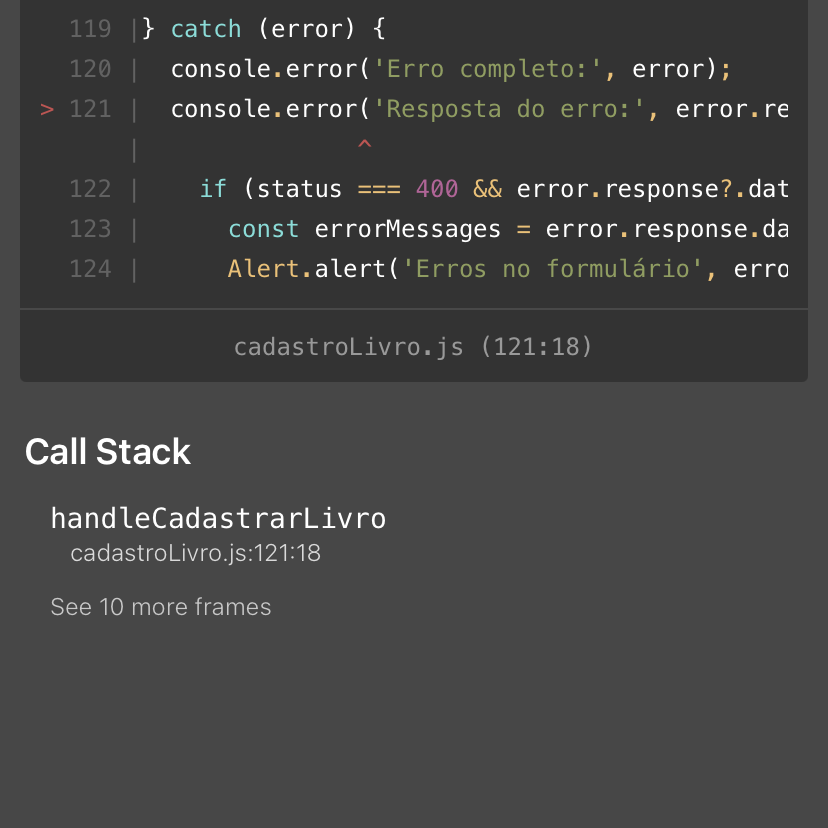 119 |} catch (error) {
120 |  console.error('Erro completo:', error);
> 121 |  console.error('Resposta do erro:', error.re
|               ^
122 |    if (status === 400 && error.response?.dat
123 |      const errorMessages = error.response.da
124 |      Alert.alert('Erros no formulário', erro
cadastroLivro.js (121:18)
Call Stack
handleCadastrarLivro
cadastroLivro.js:121:18
See 10 more frames